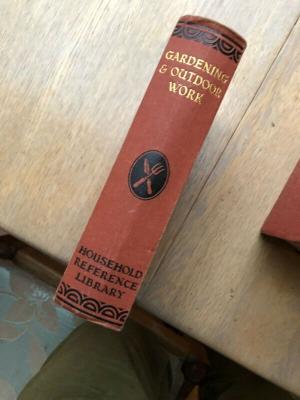 GARDENING
& OUTDOOR
WORK
HOUSEHOLD
REFERENCE
LIBRARY